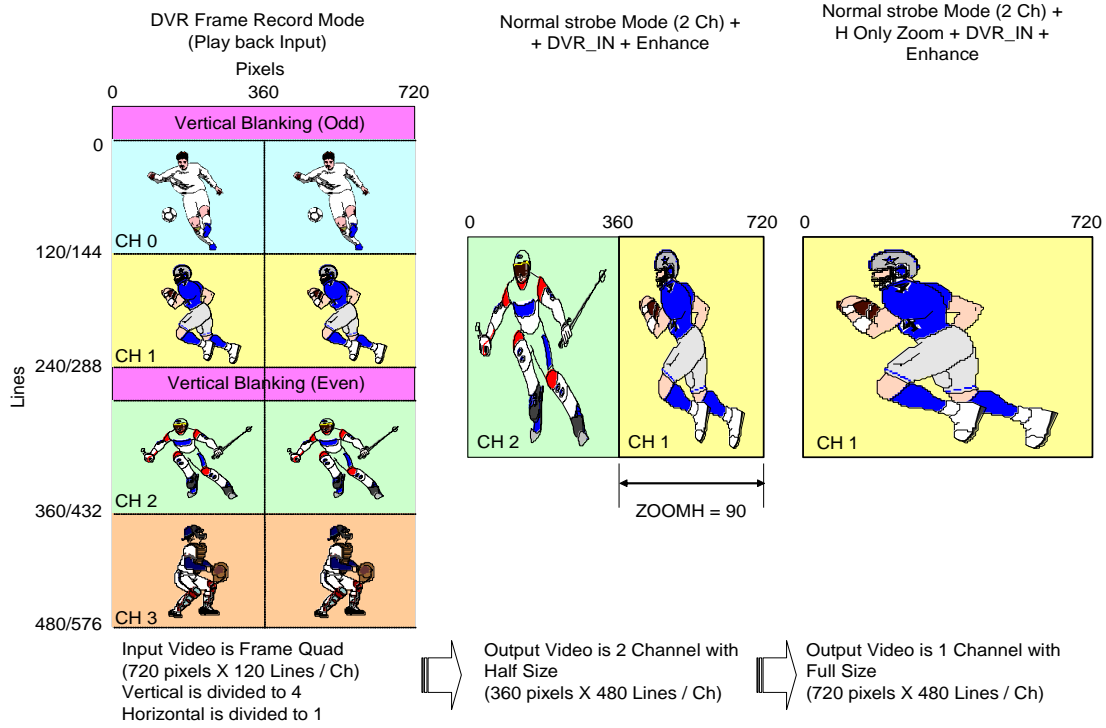 DVR Frame Record Mode
(Play back Input)
Pixels
0 360 720
Vertical Blanking (Odd)
0
CH 0
120/144
CH 1
240/288
Vertical Blanking (Even)
Lines
CH 2
360/432
CH 3
480/576
Input Video is Frame Quad
(720 pixels X 120 Lines / Ch)
Vertical is divided to 4
Horizontal is divided to 1
Normal strobe Mode (2 Ch) +
+ DVR_IN + Enhance
0 360 720
CH 2 CH 1
ZOOMH = 90
Output Video is 2 Channel with
Half Size
(360 pixels X 480 Lines / Ch)
Normal strobe Mode (2 Ch) +
H Only Zoom + DVR_IN +
Enhance
0 720
CH 1
Output Video is 1 Channel with
Full Size
(720 pixels X 480 Lines / Ch)